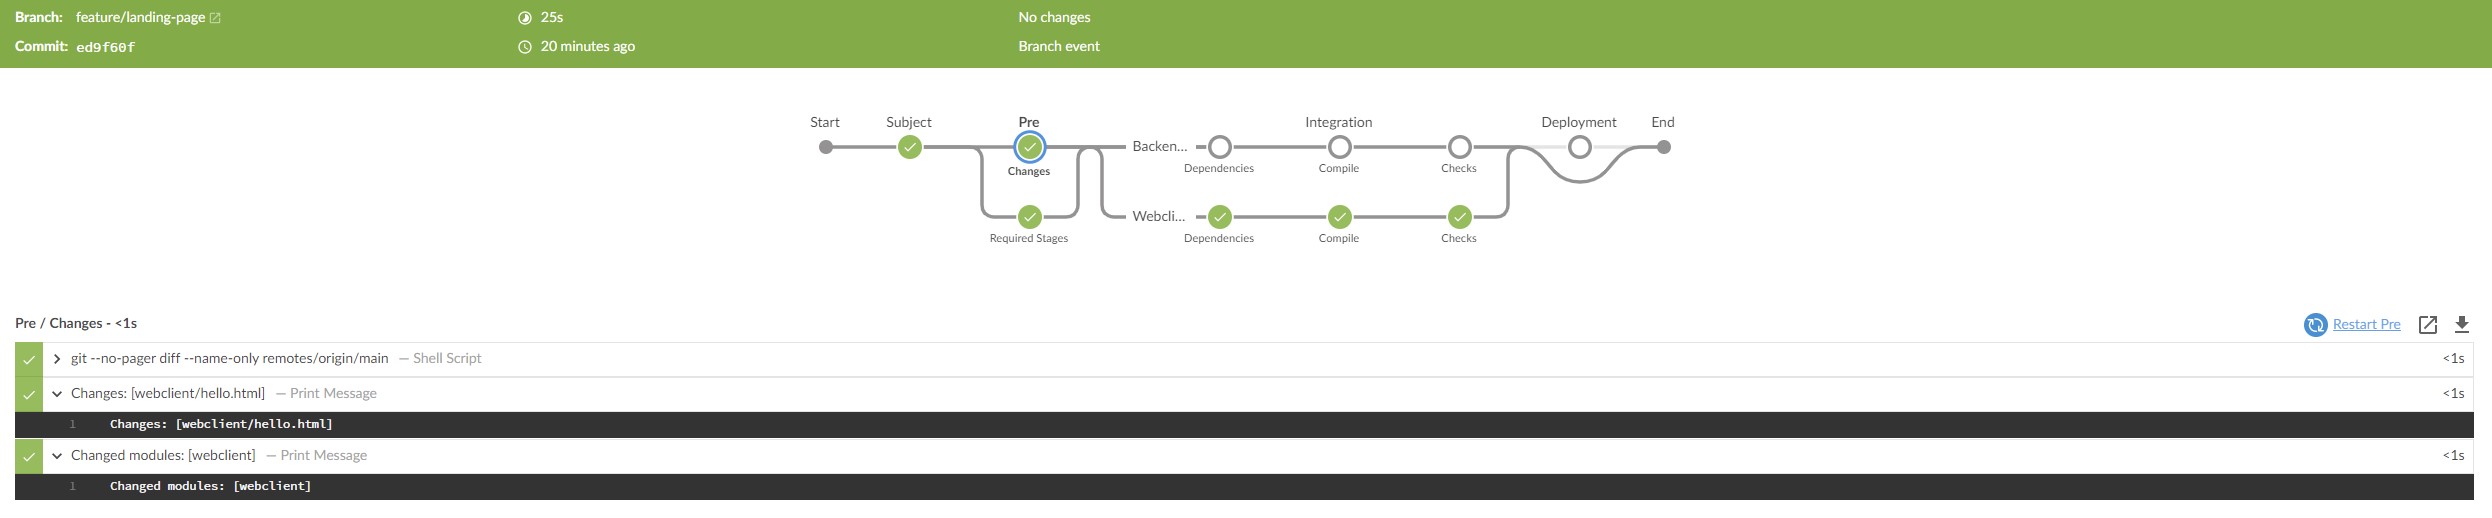 Branch: feature/landing-page 25s No changes
Commit: ed9f60f 20 minutes ago Branch event
Start Subject Pre Integration Deployment End
Backen...
Changes Dependencies Compile Checks
Webcli...
Required Stages Dependencies Compile Checks
Pre / Changes - <1s Restart Pre
git --no-pager diff --name-only remotes/origin/main — Shell Script <1s
Changes: [webclient/hello.html] — Print Message <1s
1 Changes: [webclient/hello.html]
Changed modules: [webclient] — Print Message <1s
1 Changed modules: [webclient]